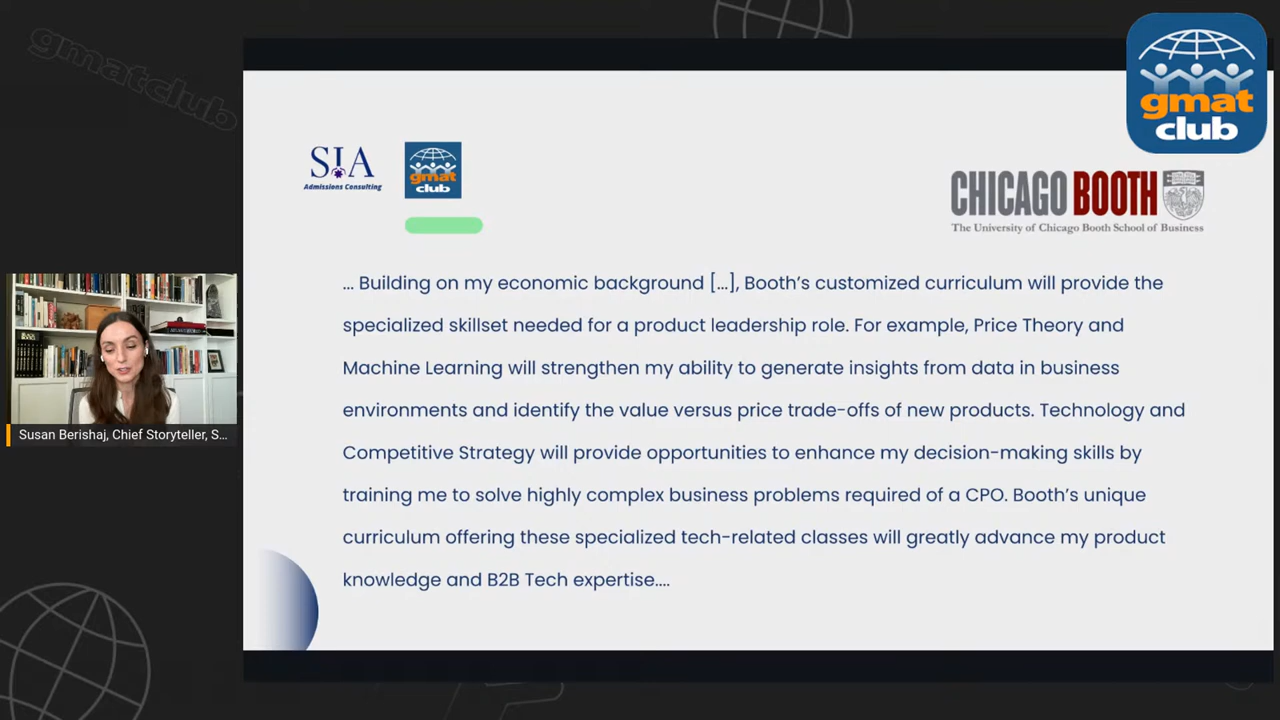 gmatclub
gmat
club
SIA
Admissions Consulting
gmat
club
CHICAGO BOOTH
The University of Chicago Booth School of Business
... Building on my economic background [...], Booth's customized curriculum will provide the
specialized skillset needed for a product leadership role. For example, Price Theory and
Machine Learning will strengthen my ability to generate insights from data in business
environments and identify the value versus price trade-offs of new products. Technology and
Competitive Strategy will provide opportunities to enhance my decision-making skills by
training me to solve highly complex business problems required of a CPO. Booth's unique
curriculum offering these specialized tech-related classes will greatly advance my product
knowledge and B2B Tech expertise....
Susan Berishaj, Chief Storyteller, S...